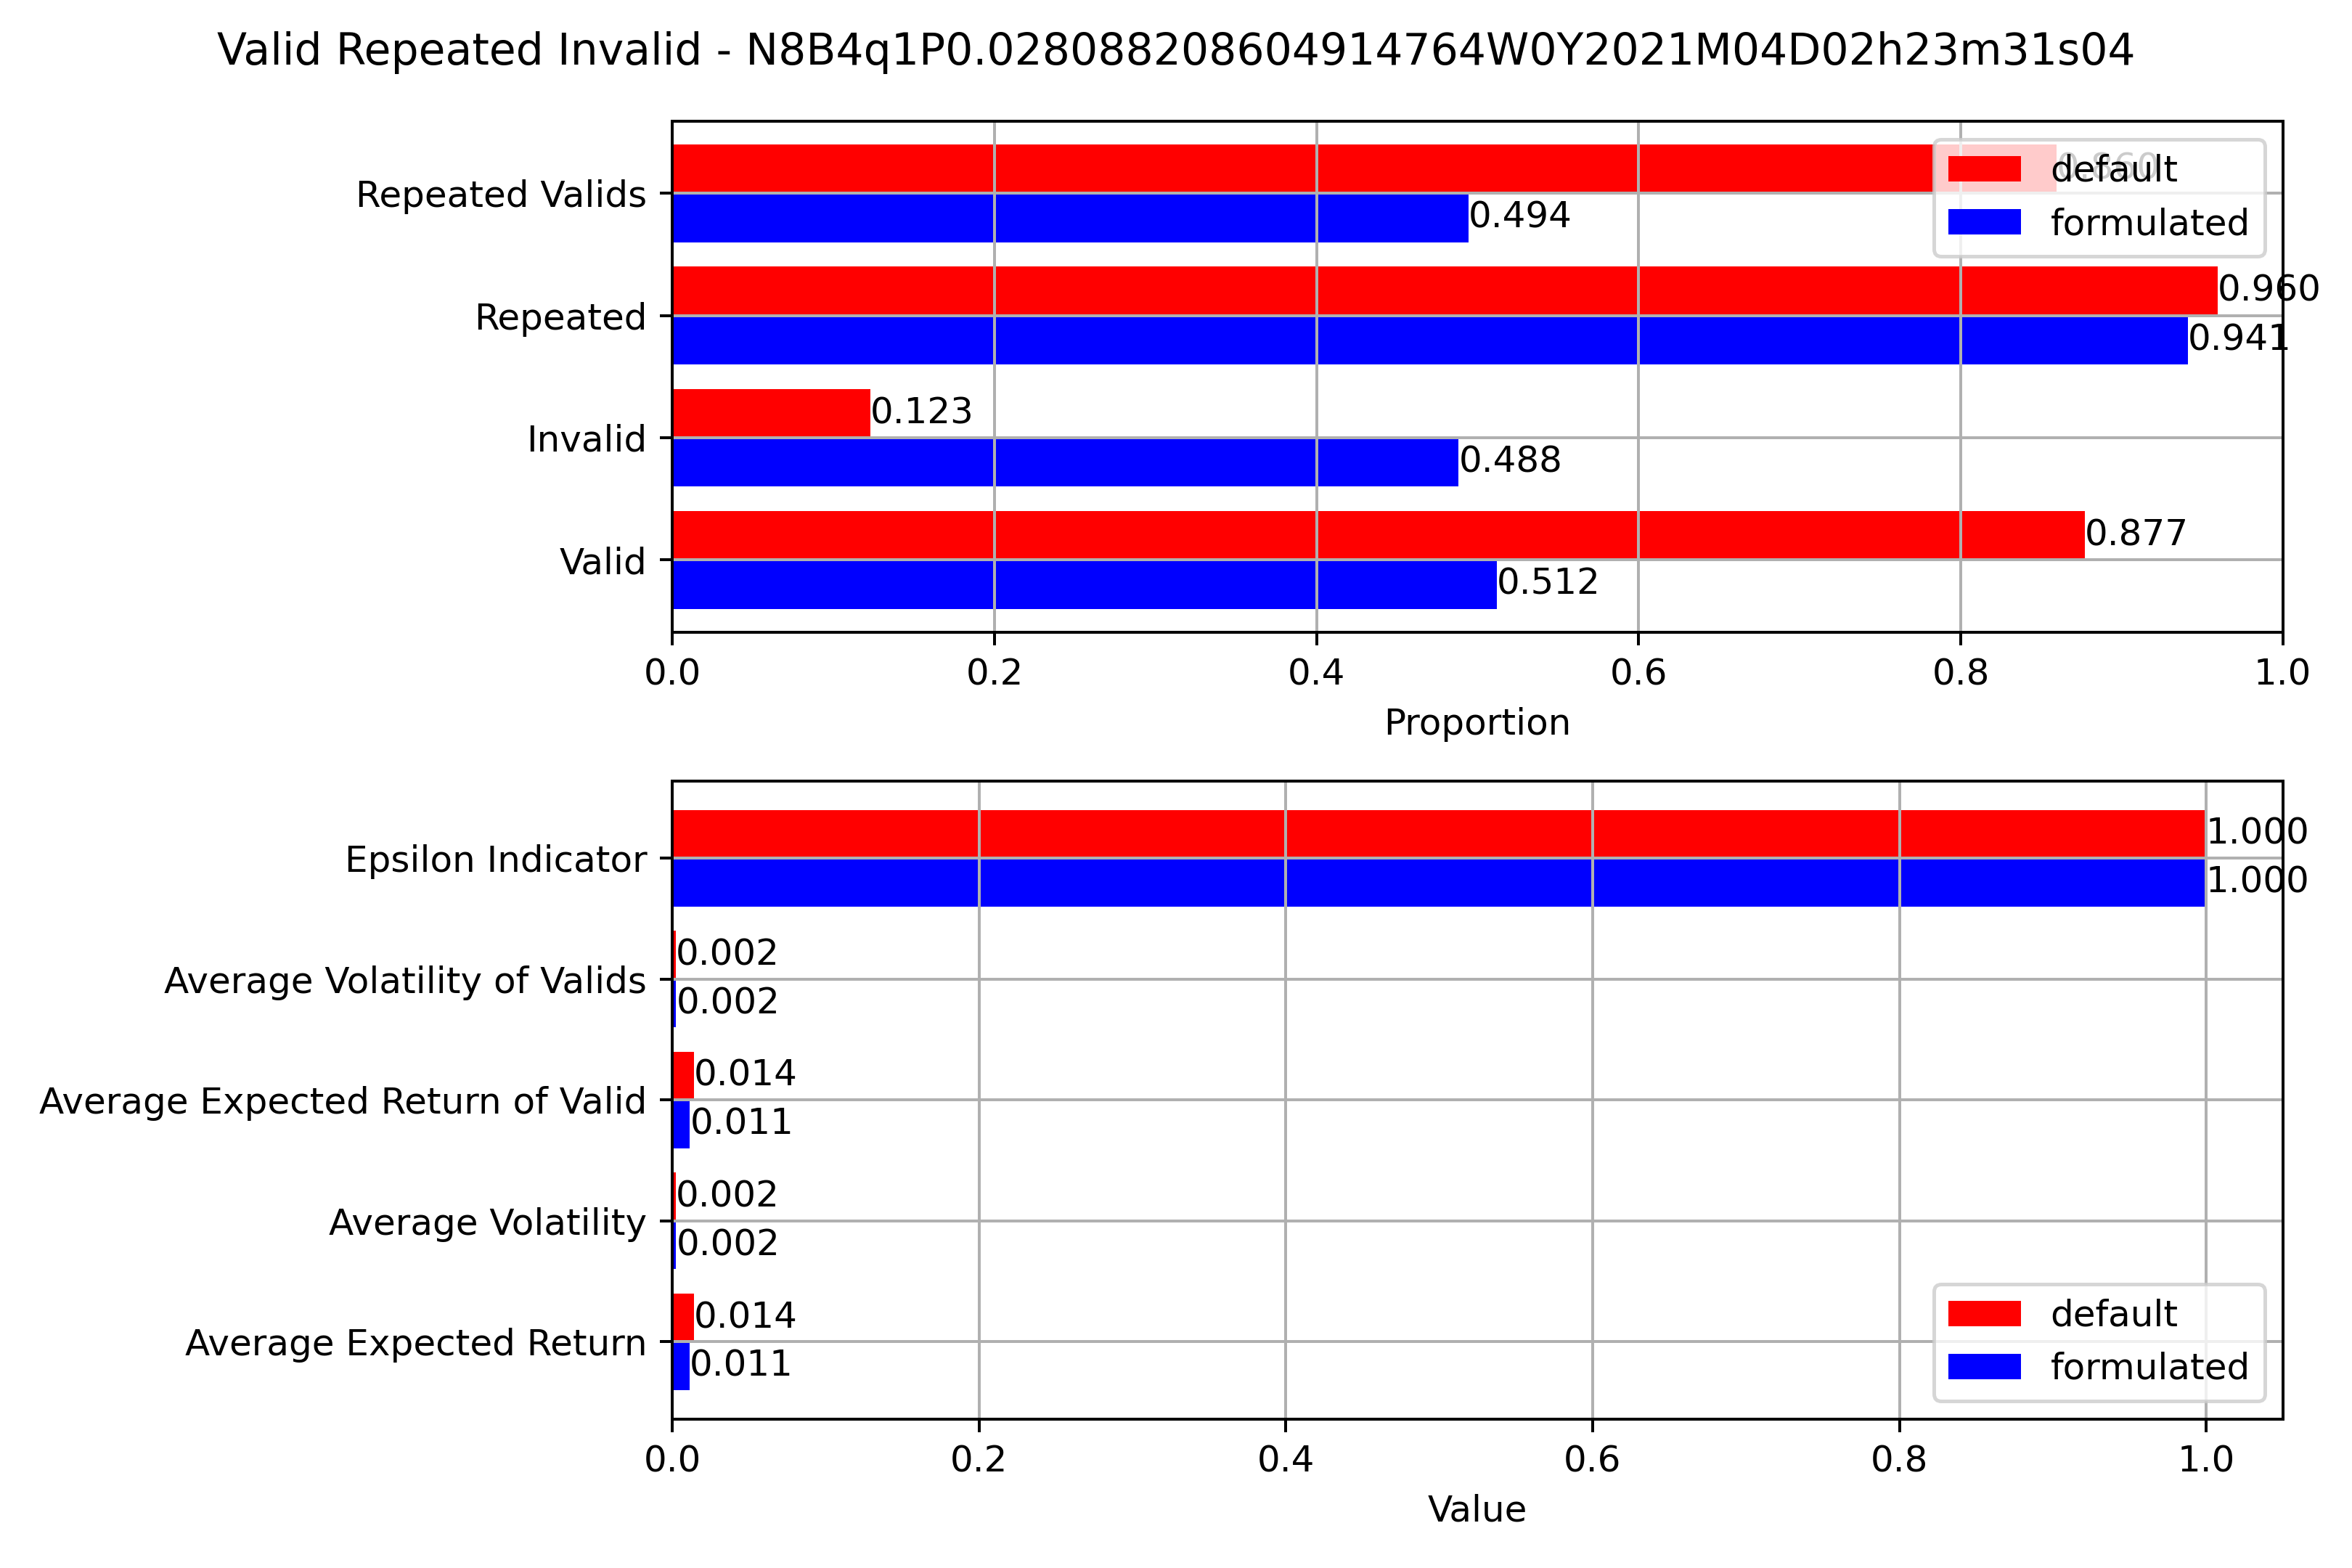 Valid Repeated Invalid - N8B4q1P0.028088208604914764W0Y2021M04D02h23m31s04
Repeated Valids
0.860
default
0.494
formulated
Repeated
0.960
0.941
Invalid
0.123
0.488
Valid
0.877
0.512
0.0 0.2 0.4 0.6 0.8 1.0
Proportion
Epsilon Indicator
1.000
1.000
Average Volatility of Valids
0.002
0.002
Average Expected Return of Valid
0.014
0.011
Average Volatility
0.002
0.002
Average Expected Return
0.014
0.011
default
formulated
0.0 0.2 0.4 0.6 0.8 1.0
Value